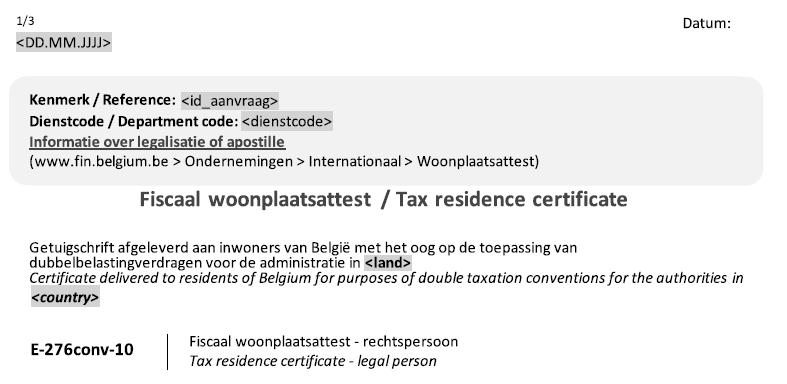 1/3
Datum:
<DD.MM.JJJJ>
Kenmerk / Reference: <id_aanvraag>
Dienstcode / Department code: <dienstcode>
Informatie over legalisatie of apostille
(www.fin.belgium.be > Ondernemingen > Internationaal > Woonplaatsattest)
Fiscaal woonplaatsattest / Tax residence certificate
Getuigschrift afgeleverd aan inwoners van België met het oog op de toepassing van
dubbelbelastingverdragen voor de administratie in <land>
Certificate delivered to residents of Belgium for purposes of double taxation conventions for the authorities in
<country>
E-276conv-10
Fiscaal woonplaatsattest - rechtspersoon
Tax residence certificate - legal person